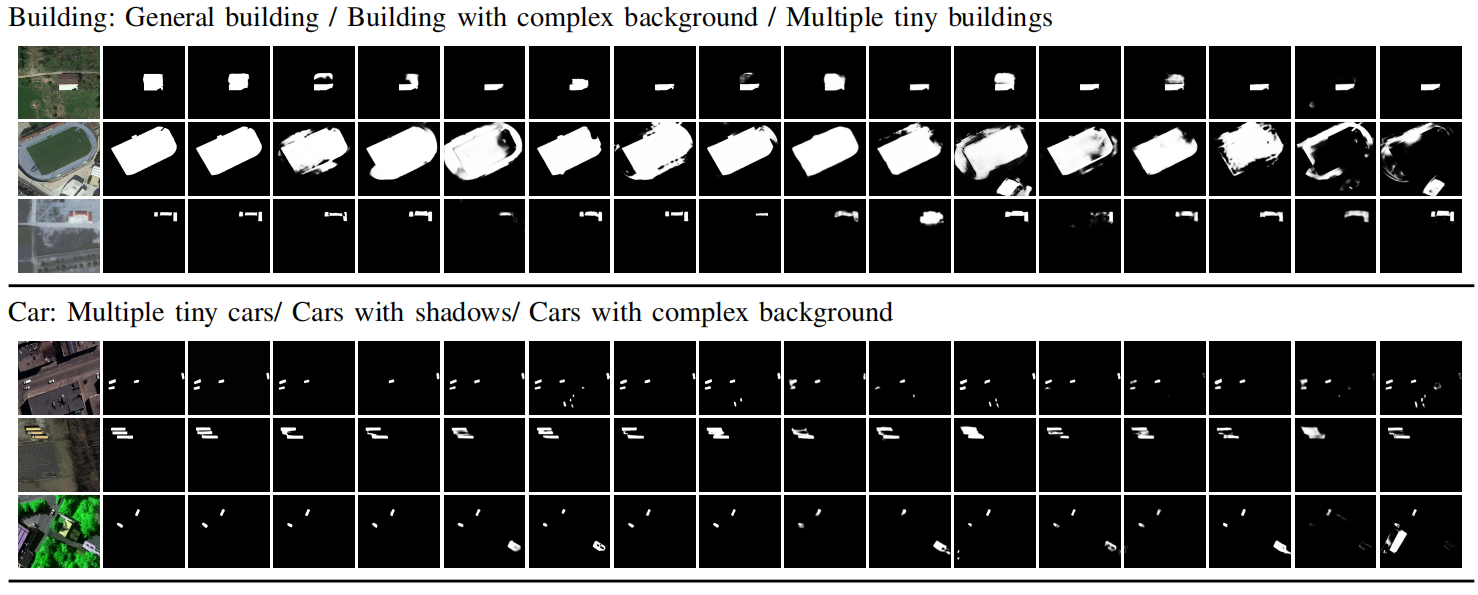 Building: General building / Building with complex background / Multiple tiny buildings
Car: Multiple tiny cars/ Cars with shadows/ Cars with complex background